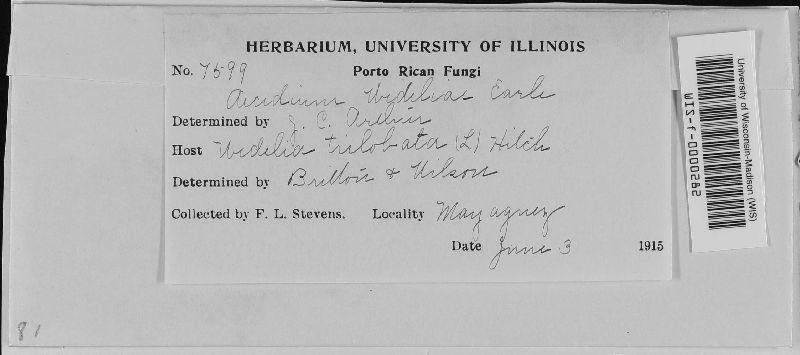 HERBARIUM, UNIVERSITY OF ILLINOIS
No. 7599 Porto Rican Fungi
Aecidium Wedeliae Earle
Determined by J. C. Arthur
Host Wedelia trilobata (L) Hitch
Determined by Britton & Wilson
Collected by F. L. Stevens. Locality Mayaguez
Date June 3 1915
University of Wisconsin-Madison (WIS)
WIS-f-0000282
81